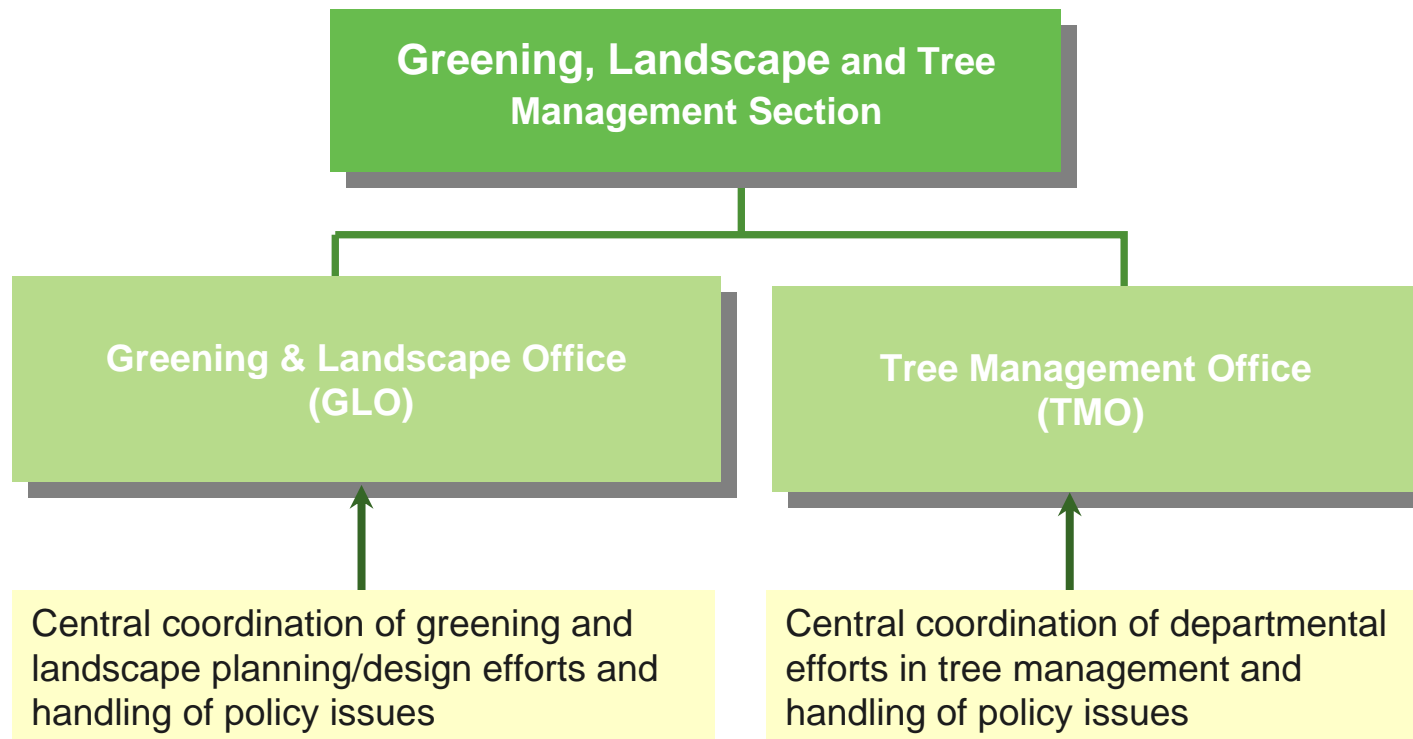 Greening, Landscape and Tree
Management Section
Greening & Landscape Office
(GLO)
Tree Management Office
(TMO)
Central coordination of greening and
landscape planning/design efforts and
handling of policy issues
Central coordination of departmental
efforts in tree management and
handling of policy issues